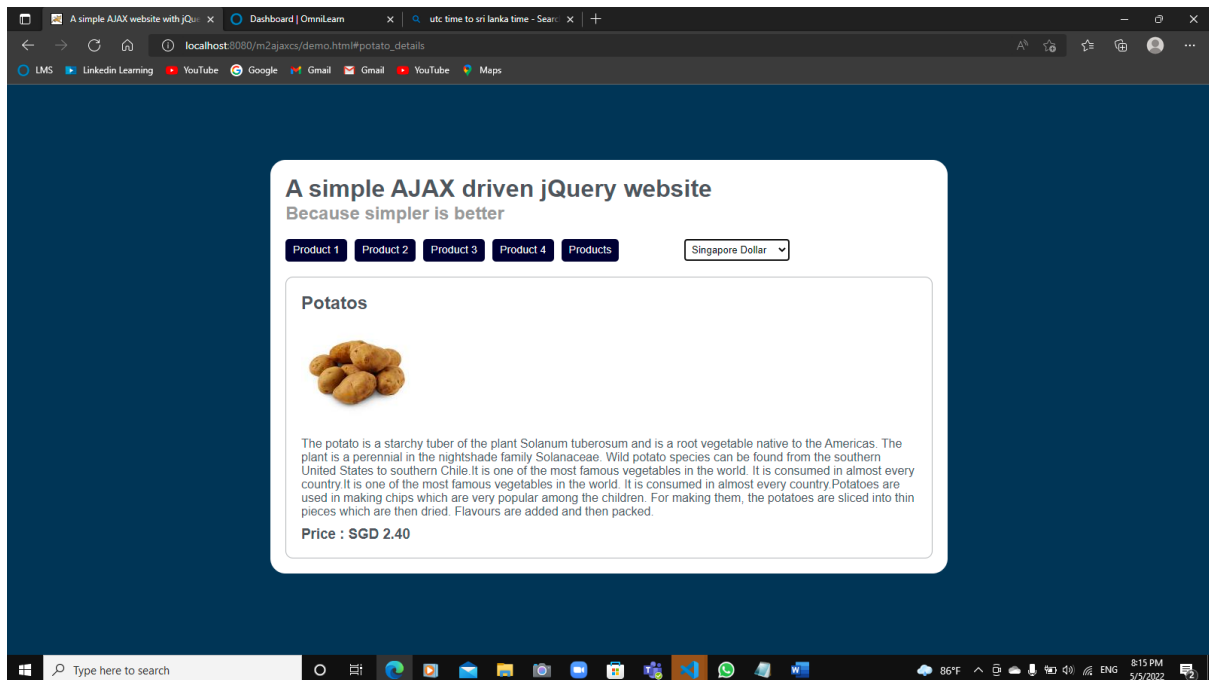 A simple AJAX website with jQue
Dashboard | OmniLearn
utc time to sri lanka time - Searc
localhost:8080/m2ajaxcs/demo.html#potato_details
LMS Linkedin Learning YouTube Google Gmail Gmail YouTube Maps
A simple AJAX driven jQuery website
Because simpler is better
Product 1 Product 2 Product 3 Product 4 Products Singapore Dollar
Potatos
The potato is a starchy tuber of the plant Solanum tuberosum and is a root vegetable native to the Americas. The
plant is a perennial in the nightshade family Solanaceae. Wild potato species can be found from the southern
United States to southern Chile.It is one of the most famous vegetables in the world. It is consumed in almost every
country.It is one of the most famous vegetables in the world. It is consumed in almost every country.Potatoes are
used in making chips which are very popular among the children. For making them, the potatoes are sliced into thin
pieces which are then dried. Flavours are added and then packed.
Price : SGD 2.40
Type here to search
86°F
ENG
8:15 PM
5/5/2022
2